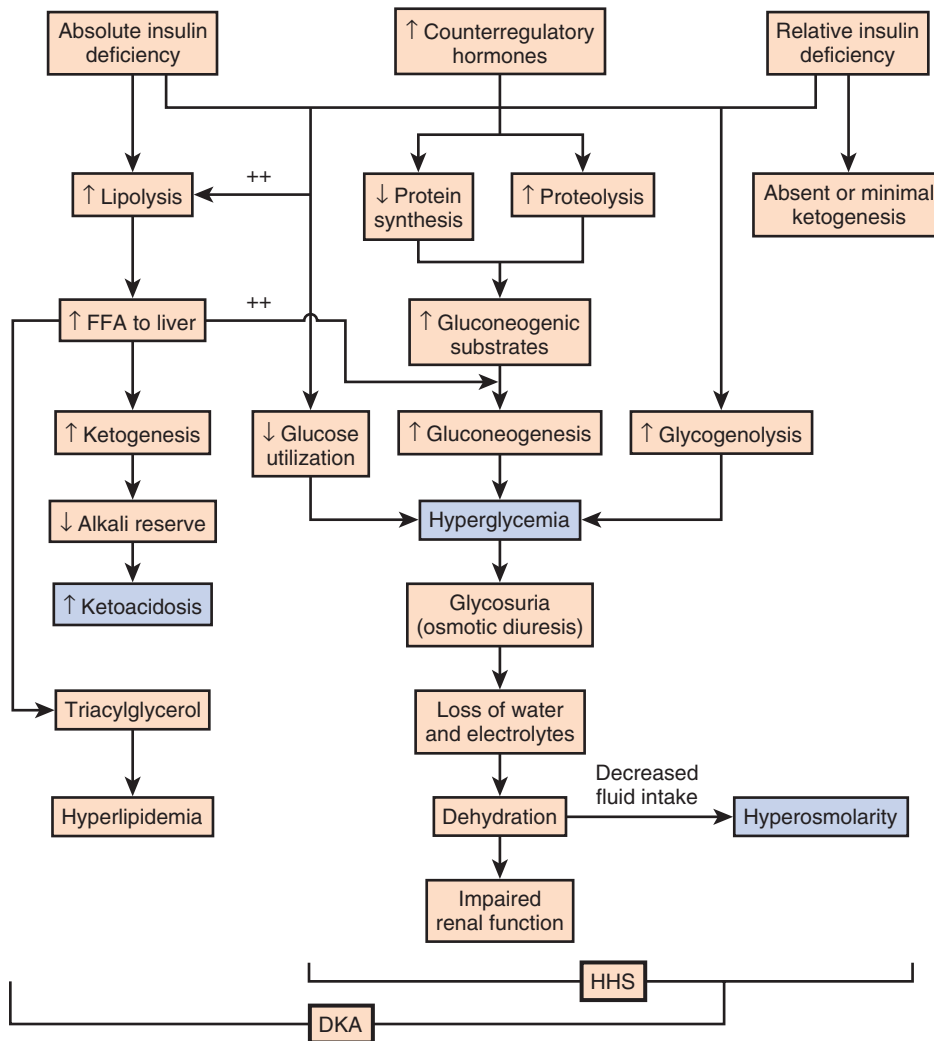 Absolute insulin
deficiency
↑ Counterregulatory
hormones
Relative insulin
deficiency
↑ Lipolysis
++
↓ Protein
synthesis
↑ Proteolysis
Absent or minimal
ketogenesis
↑ FFA to liver
++
↑ Gluconeogenic
substrates
↑ Ketogenesis
↓ Glucose
utilization
↑ Gluconeogenesis
↑ Glycogenolysis
↓ Alkali reserve
Hyperglycemia
↑ Ketoacidosis
Glycosuria
(osmotic diuresis)
Triacylglycerol
Loss of water
and electrolytes
Hyperlipidemia
Dehydration
Decreased
fluid intake
Hyperosmolarity
Impaired
renal function
HHS
DKA